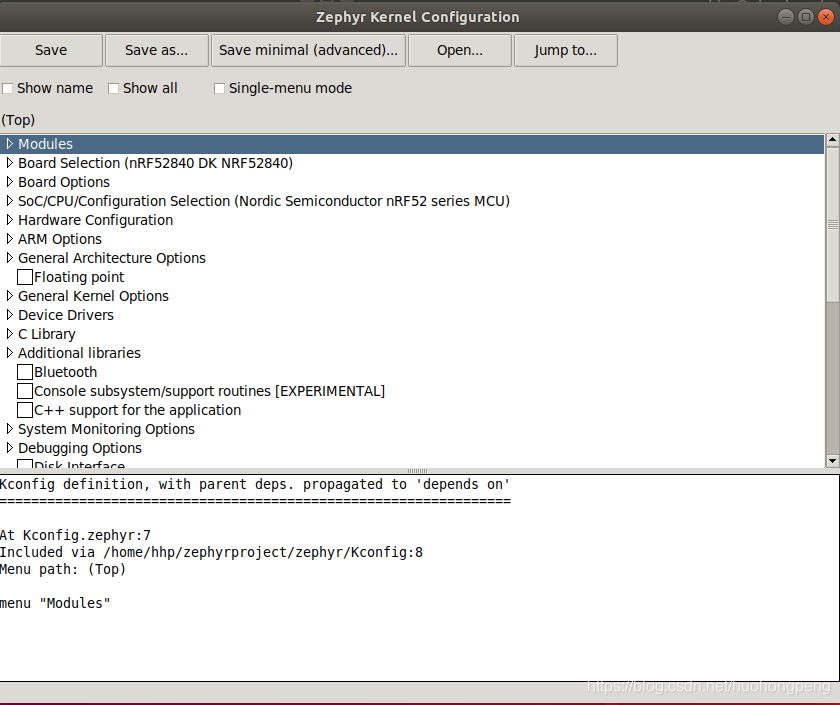 Zephyr Kernel Configuration
Save Save as... Save minimal (advanced)... Open... Jump to...
Show name Show all Single-menu mode
(Top)
Modules
Board Selection (nRF52840 DK NRF52840)
Board Options
SoC/CPU/Configuration Selection (Nordic Semiconductor nRF52 series MCU)
Hardware Configuration
ARM Options
General Architecture Options
Floating point
General Kernel Options
Device Drivers
C Library
Additional libraries
Bluetooth
Console subsystem/support routines [EXPERIMENTAL]
C++ support for the application
System Monitoring Options
Debugging Options
Disk Interface
Kconfig definition, with parent deps. propagated to 'depends on'
================================================================
At Kconfig.zephyr:7
Included via /home/hhp/zephyrproject/zephyr/Kconfig:8
Menu path: (Top)
menu "Modules"
https://blog.csdn.net/huohongpeng